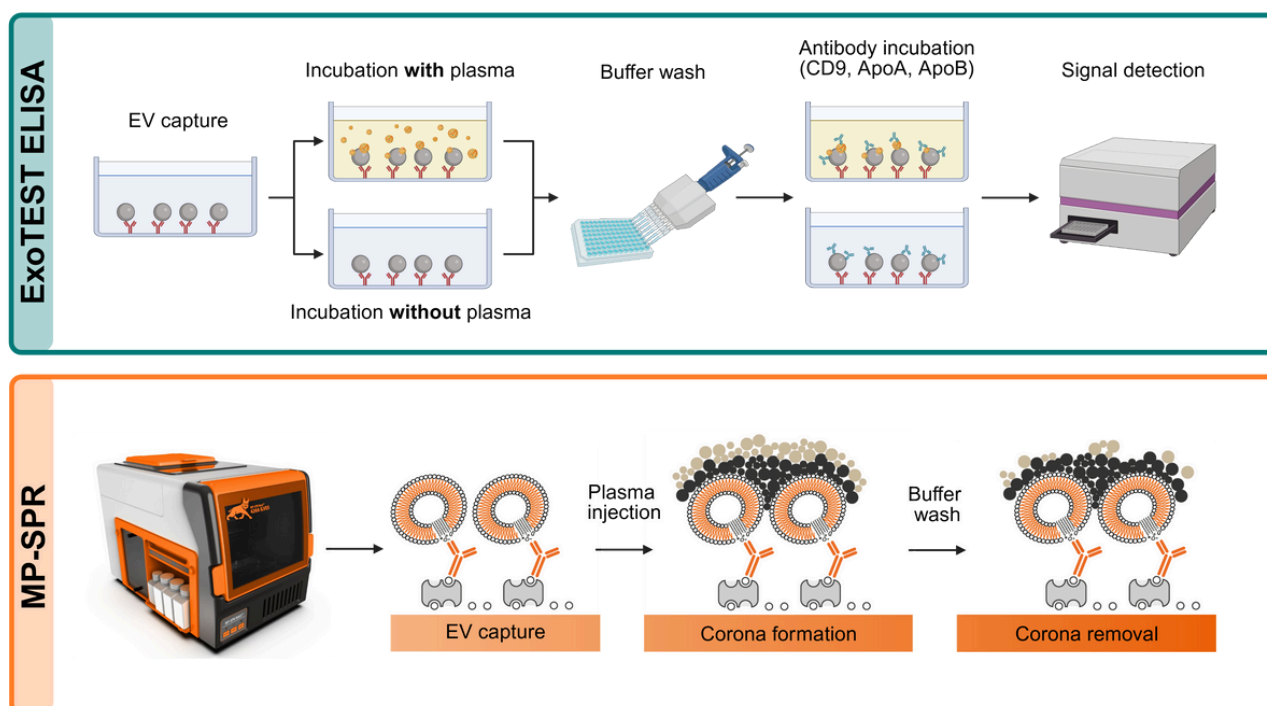 ExoTEST ELISA
EV capture
Incubation with plasma
Incubation without plasma
Buffer wash
Antibody incubation
(CD9, ApoA, ApoB)
Signal detection
MP-SPR
EV capture
Plasma
injection
Corona formation
Buffer
wash
Corona removal